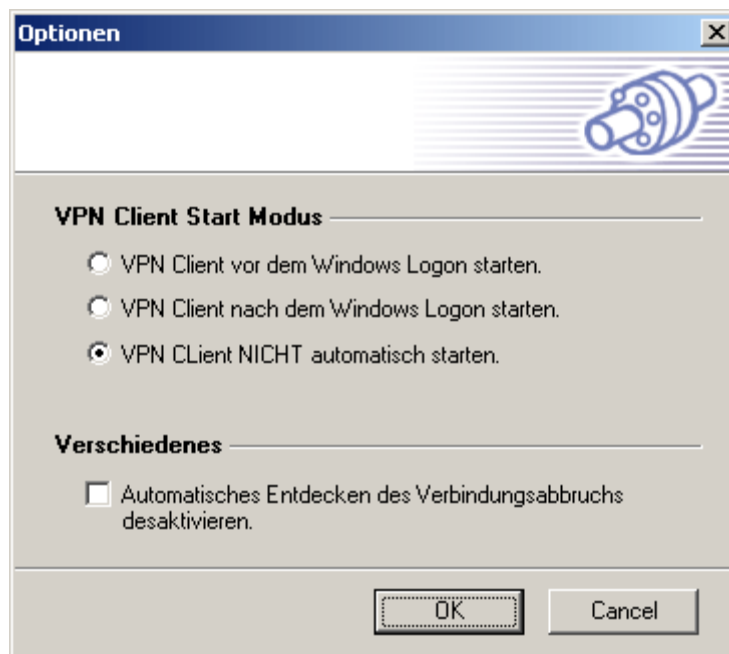 Optionen
VPN Client Start Modus
VPN Client vor dem Windows Logon starten.
VPN Client nach dem Windows Logon starten.
VPN CLient NICHT automatisch starten.
Verschiedenes
Automatisches Entdecken des Verbindungsabbruchs
desaktivieren.
OK
Cancel